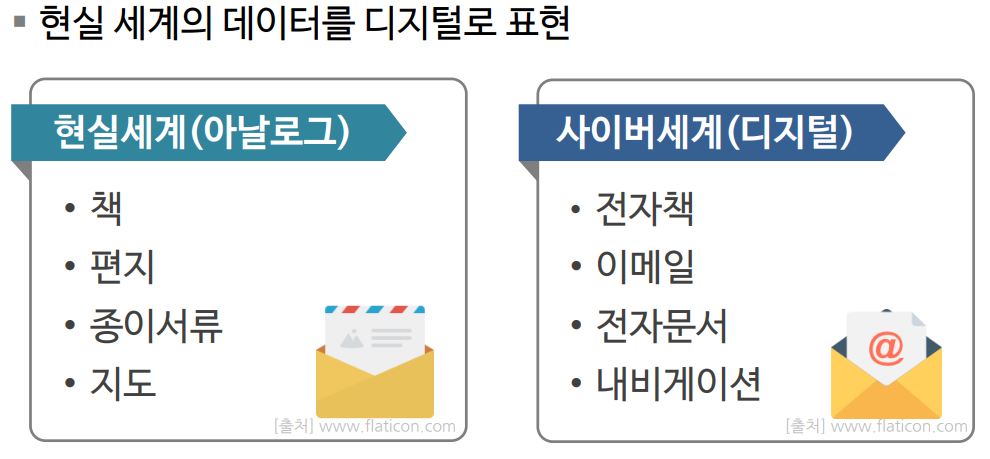 현실 세계의 데이터를 디지털로 표현
현실세계(아날로그)
• 책
• 편지
• 종이서류
• 지도
[출처] www.flaticon.com
사이버세계(디지털)
• 전자책
• 이메일
• 전자문서
• 내비게이션
@
[출처] www.flaticon.com